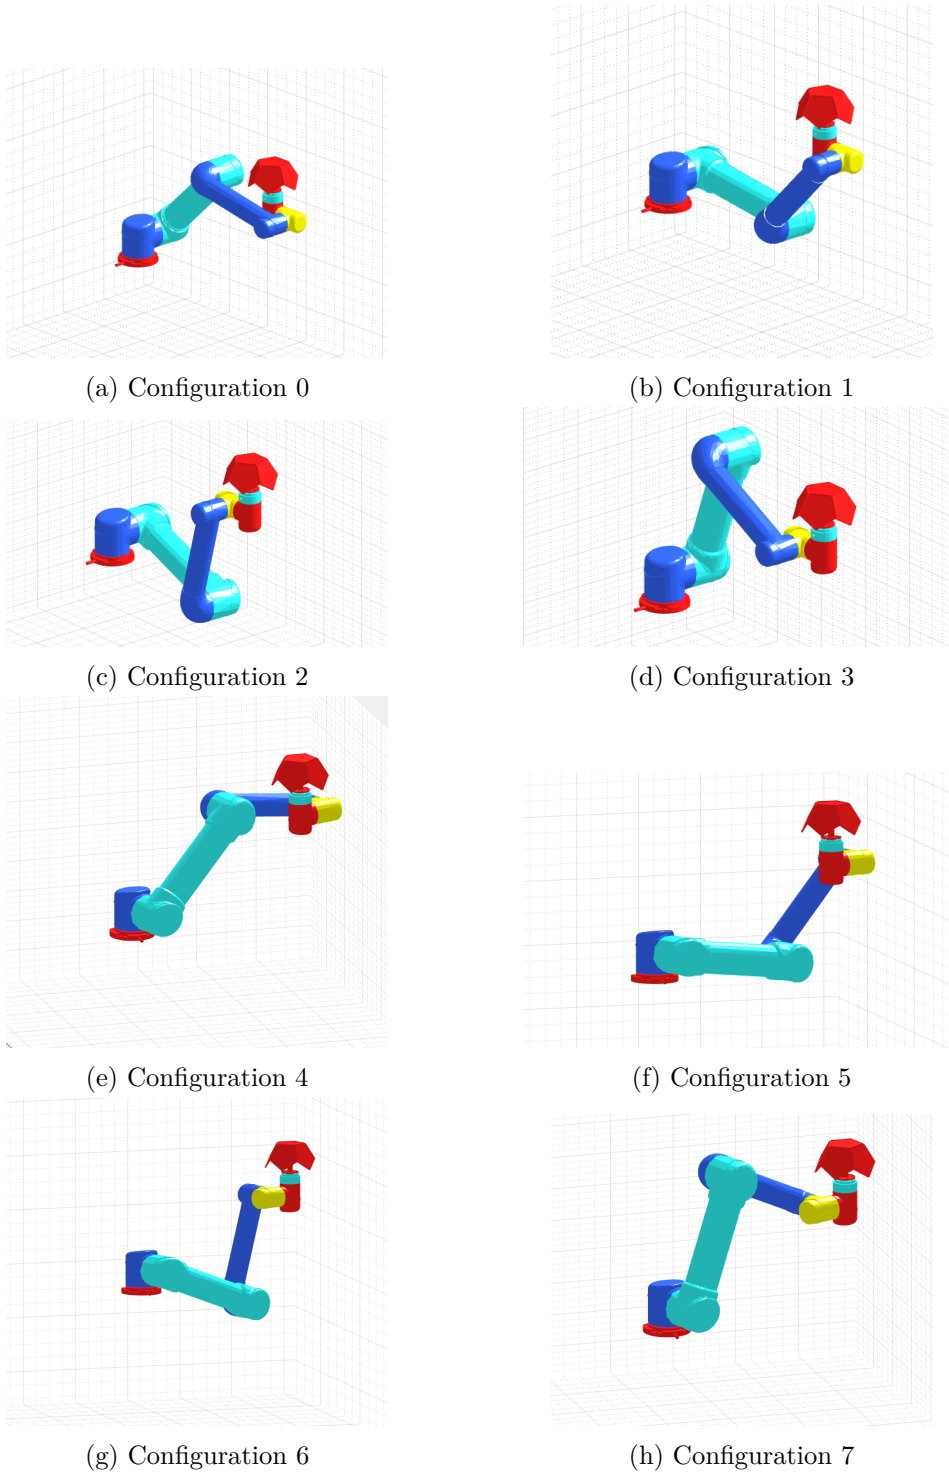 (a) Configuration 0
(b) Configuration 1
(c) Configuration 2
(d) Configuration 3
(e) Configuration 4
(f) Configuration 5
(g) Configuration 6
(h) Configuration 7